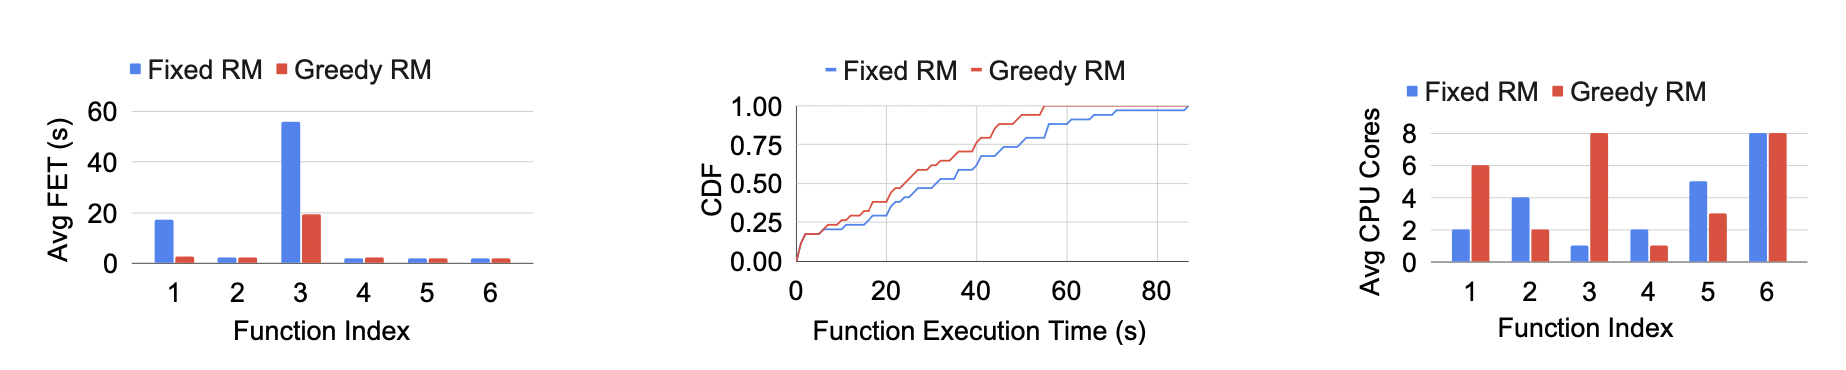 Fixed RM Greedy RM
Avg FET (s)
60
40
20
0
1 2 3 4 5 6
Function Index
Fixed RM Greedy RM
CDF
1.00
0.75
0.50
0.25
0.00
0 20 40 60 80
Function Execution Time (s)
Fixed RM Greedy RM
Avg CPU Cores
8
6
4
2
0
1 2 3 4 5 6
Function Index